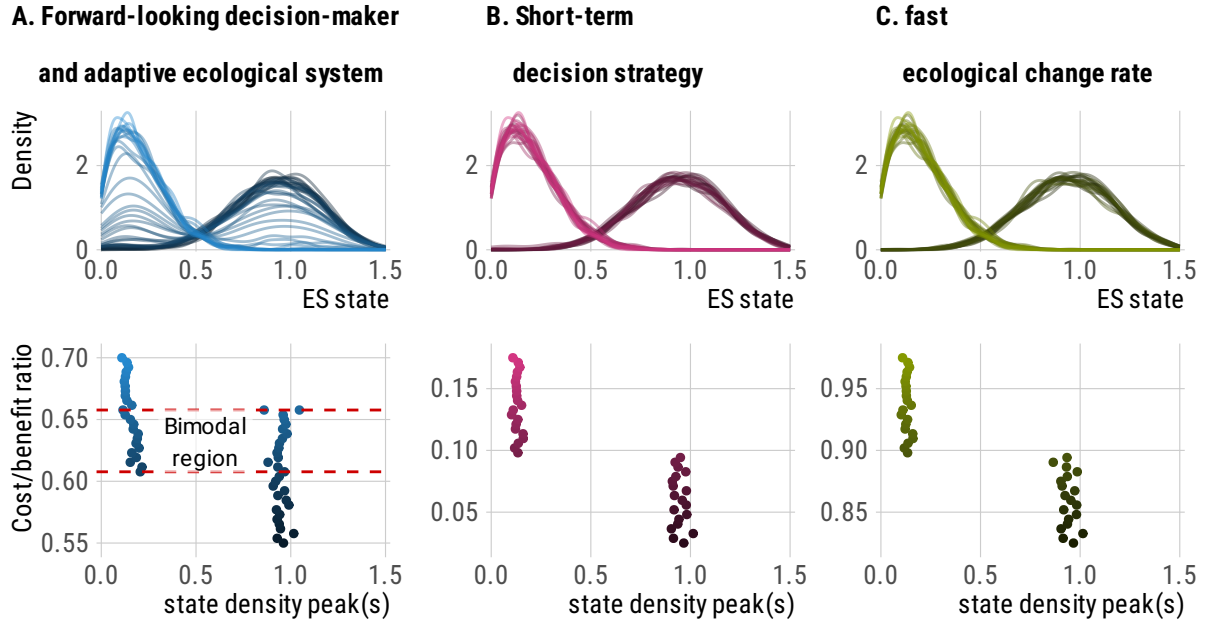 A. Forward-looking decision-maker
and adaptive ecological system
B. Short-term
decision strategy
C. fast
ecological change rate
Density
2
0
0.0 0.5 1.0 1.5
ES state
2
0
0.0 0.5 1.0 1.5
ES state
2
0
0.0 0.5 1.0 1.5
ES state
Cost/benefit ratio
0.70
0.65
0.60
0.55
Bimodal
region
0.0 0.5 1.0 1.5
state density peak(s)
0.15
0.10
0.05
0.0 0.5 1.0 1.5
state density peak(s)
0.95
0.90
0.85
0.0 0.5 1.0 1.5
state density peak(s)